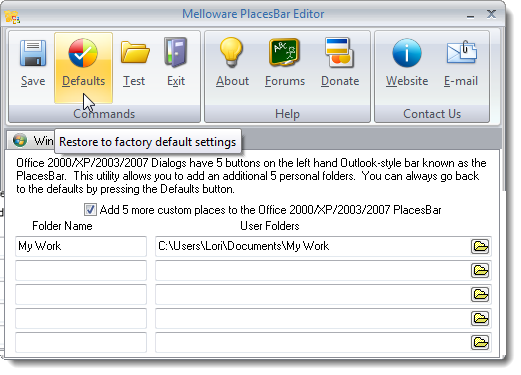 Melloware PlacesBar Editor
Save Defaults Test Exit About Forums Donate Website E-mail
Commands Help Contact Us
Win
Restore to factory default settings
Office 2000/XP/2003/2007 Dialogs have 5 buttons on the left hand Outlook-style bar known as the
PlacesBar. This utility allows you to add an additional 5 personal folders. You can always go back
to the defaults by pressing the Defaults button.
Add 5 more custom places to the Office 2000/XP/2003/2007 PlacesBar
Folder Name User Folders
My Work C:\Users\Lori\Documents\My Work